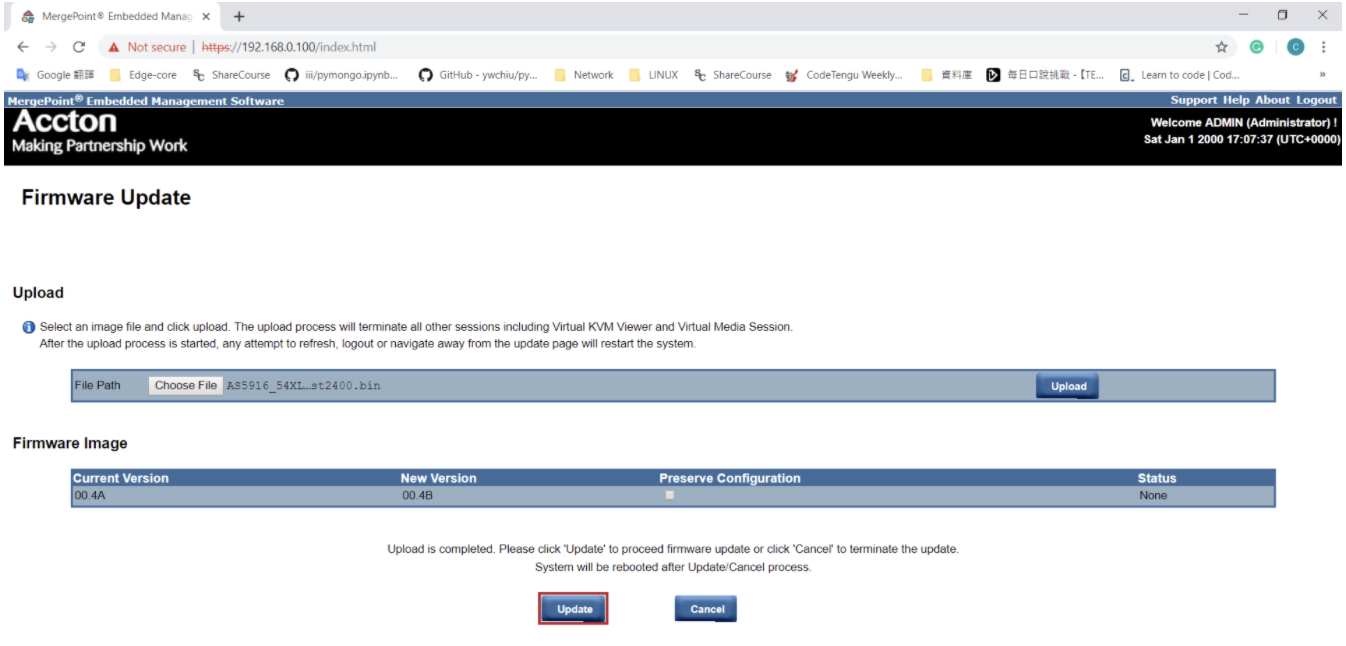 MergePoint® Embedded Manag
Not secure | https://192.168.0.100/index.html
Google 翻譯 Edge-core ShareCourse iii/pymongo.ipynb... GitHub - ywchiu/py... Network LINUX ShareCourse CodeTengu Weekly... 資料庫 每日口說挑戰 -【TE... Learn to code | Cod... »
MergePoint® Embedded Management Software Support Help About Logout
Accton
Making Partnership Work
Welcome ADMIN (Administrator) !
Sat Jan 1 2000 17:07:37 (UTC+0000)
Firmware Update
Upload
Select an image file and click upload. The upload process will terminate all other sessions including Virtual KVM Viewer and Virtual Media Session.
After the upload process is started, any attempt to refresh, logout or navigate away from the update page will restart the system.
File Path Choose File AS5916_54XL…st2400.bin Upload
Firmware Image
Current Version New Version Preserve Configuration Status
00.4A 00.4B None
Upload is completed. Please click 'Update' to proceed firmware update or click 'Cancel' to terminate the update.
System will be rebooted after Update/Cancel process.
Update Cancel